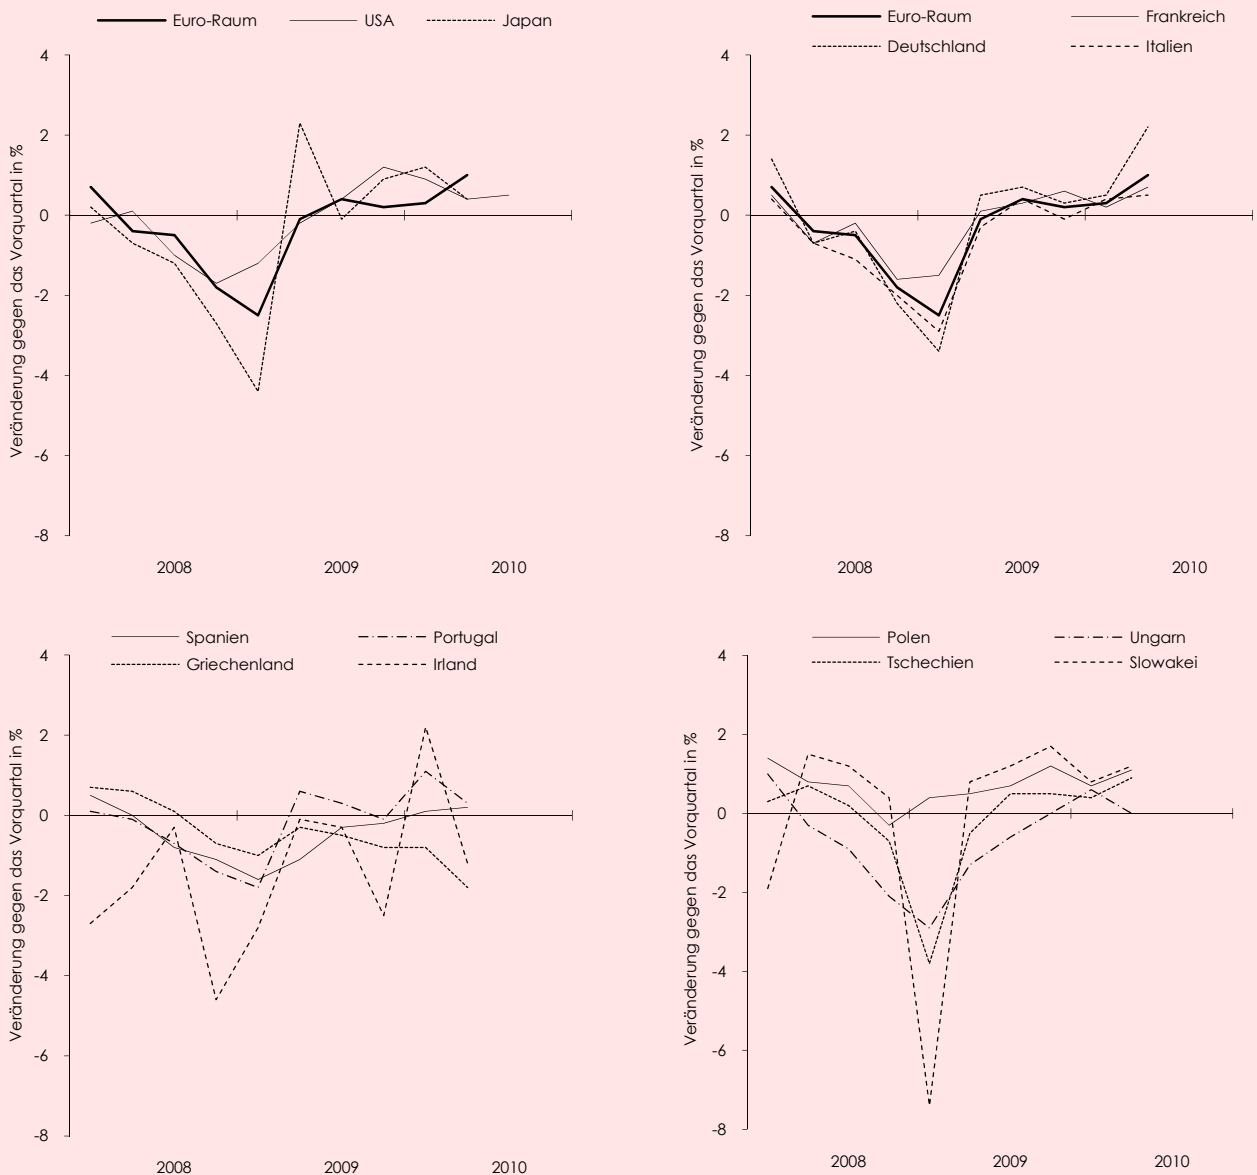 Euro-Raum USA Japan
4
2
0
-2
-4
-6
-8
Veränderung gegen das Vorquartal in %
2008 2009 2010
Euro-Raum Frankreich
Deutschland Italien
4
2
0
-2
-4
-6
-8
Veränderung gegen das Vorquartal in %
2008 2009 2010
Spanien Portugal
Griechenland Irland
4
2
0
-2
-4
-6
-8
Veränderung gegen das Vorquartal in %
2008 2009 2010
Polen Ungarn
Tschechien Slowakei
4
2
0
-2
-4
-6
-8
Veränderung gegen das Vorquartal in %
2008 2009 2010